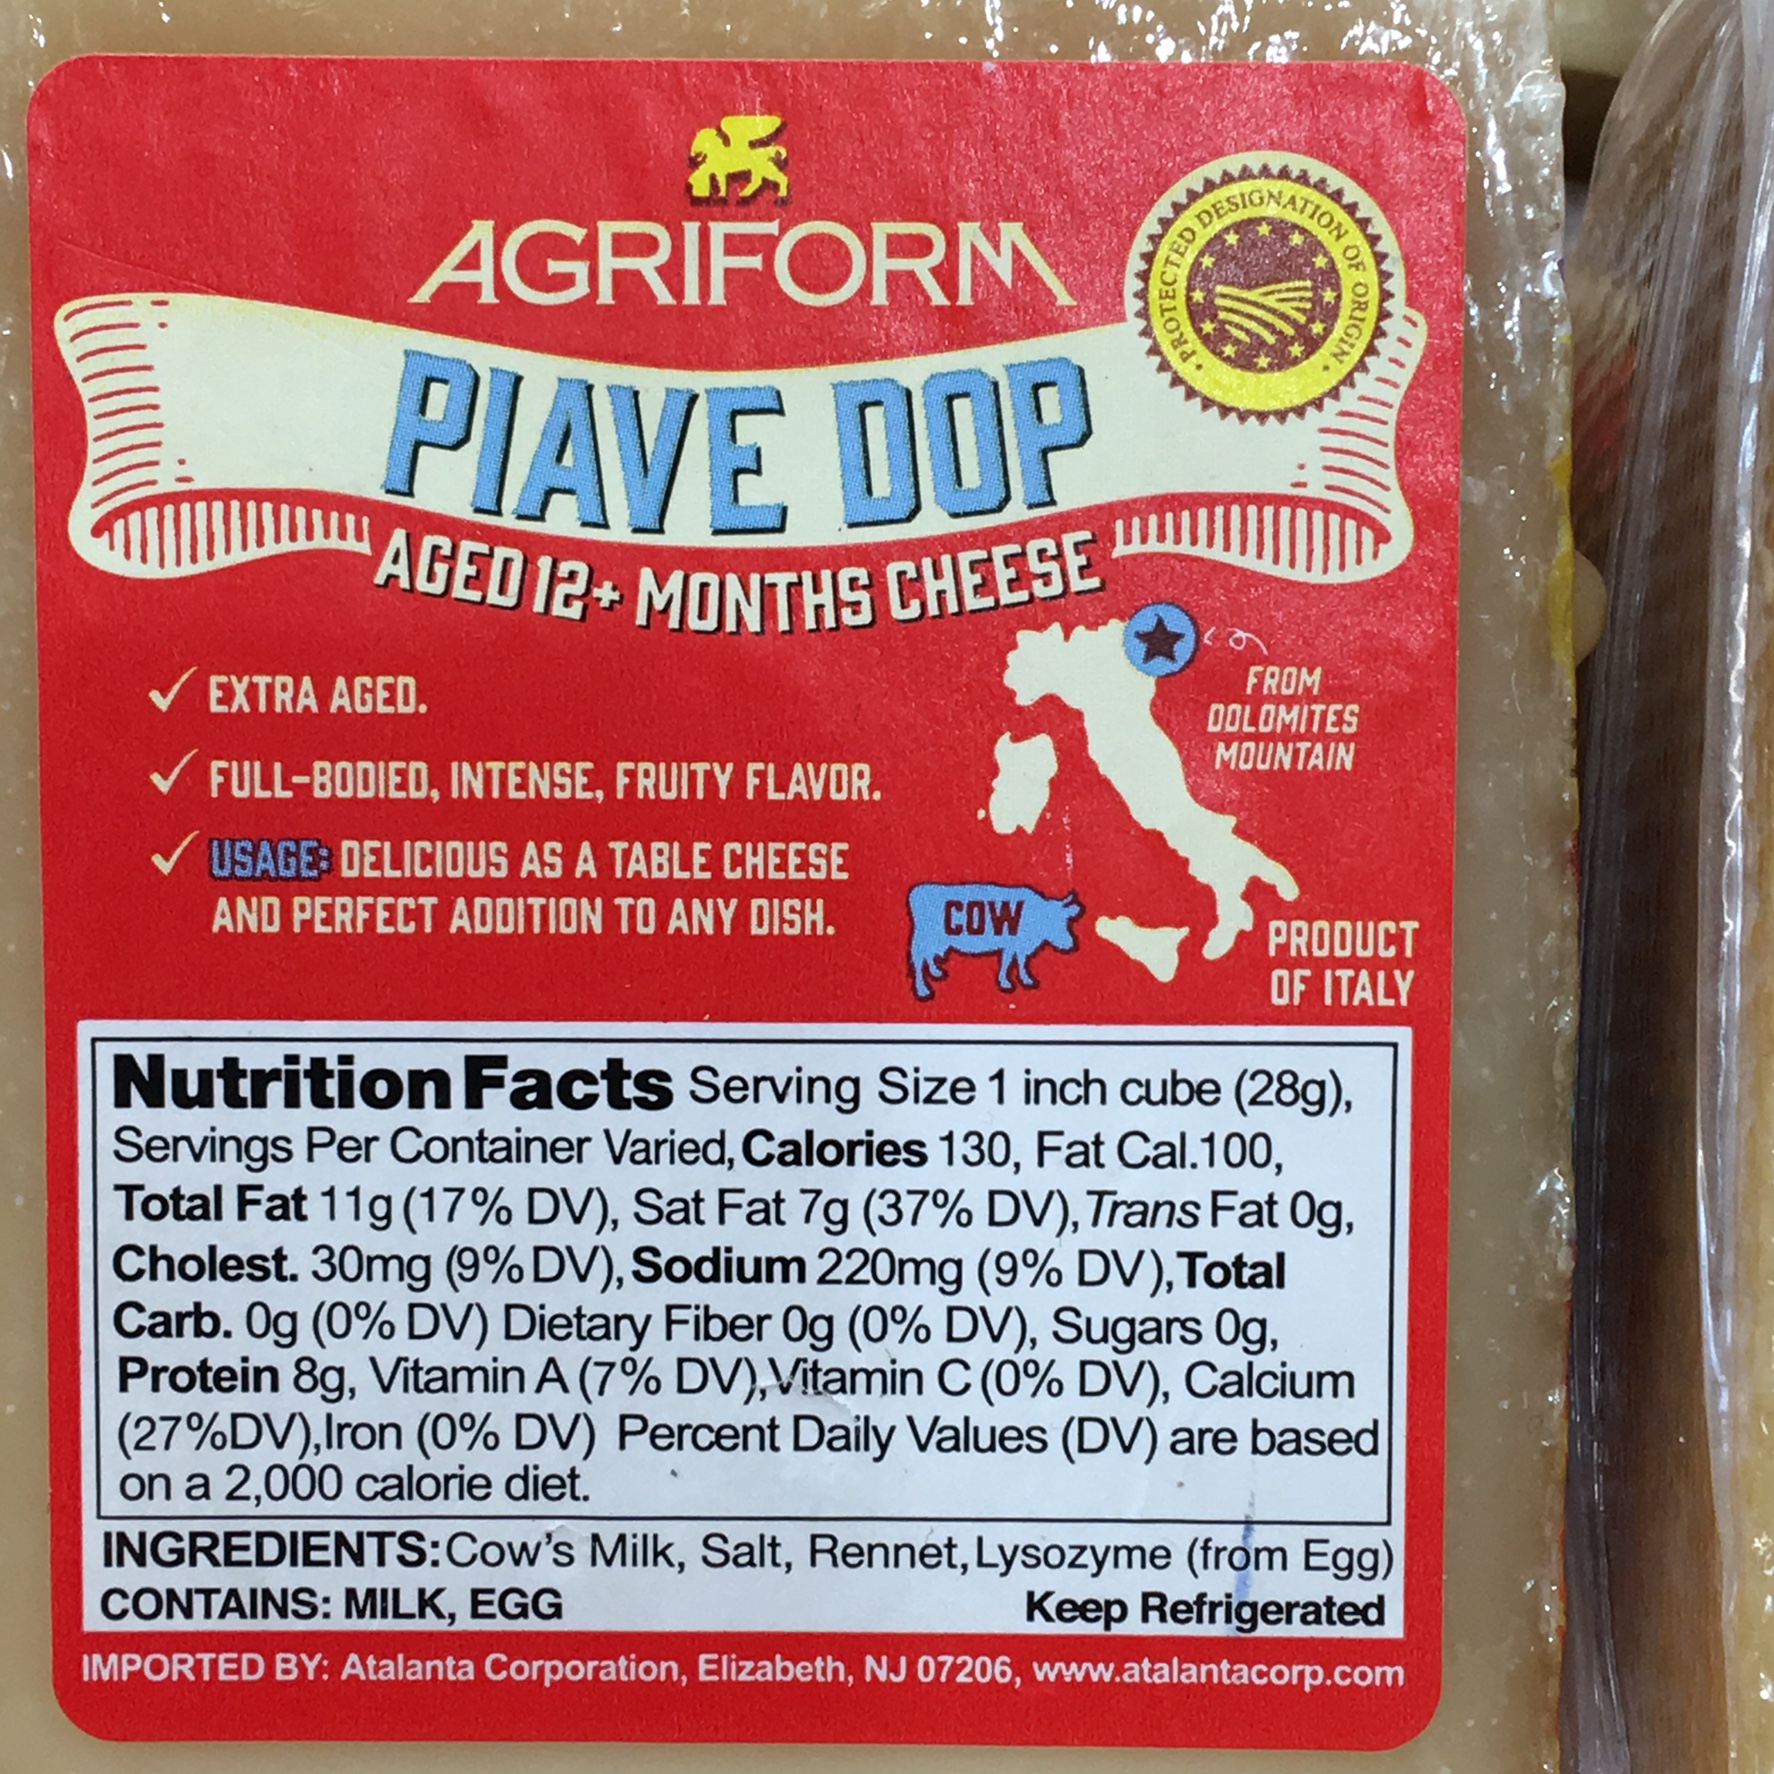 AGRIFORM
• PROTECTED DESIGNATION OF ORIGIN •
PIAVE DOP
AGED 12+ MONTHS CHEESE
✓ EXTRA AGED.
✓ FULL-BODIED, INTENSE, FRUITY FLAVOR.
✓ USAGE: DELICIOUS AS A TABLE CHEESE
AND PERFECT ADDITION TO ANY DISH.
FROM
DOLOMITES
MOUNTAIN
COW
PRODUCT
OF ITALY
Nutrition Facts Serving Size 1 inch cube (28g),
Servings Per Container Varied, Calories 130, Fat Cal.100,
Total Fat 11g (17% DV), Sat Fat 7g (37% DV), Trans Fat 0g,
Cholest. 30mg (9% DV), Sodium 220mg (9% DV), Total
Carb. 0g (0% DV) Dietary Fiber 0g (0% DV), Sugars 0g,
Protein 8g, Vitamin A (7% DV), Vitamin C (0% DV), Calcium
(27%DV),Iron (0% DV) Percent Daily Values (DV) are based
on a 2,000 calorie diet.
INGREDIENTS: Cow's Milk, Salt, Rennet, Lysozyme (from Egg)
CONTAINS: MILK, EGG
Keep Refrigerated
IMPORTED BY: Atalanta Corporation, Elizabeth, NJ 07206, www.atalantacorp.com